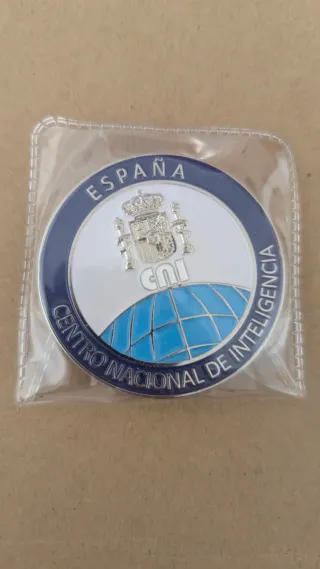 ESPAÑA
CNI
CENTRO NACIONAL DE INTELIGENCIA